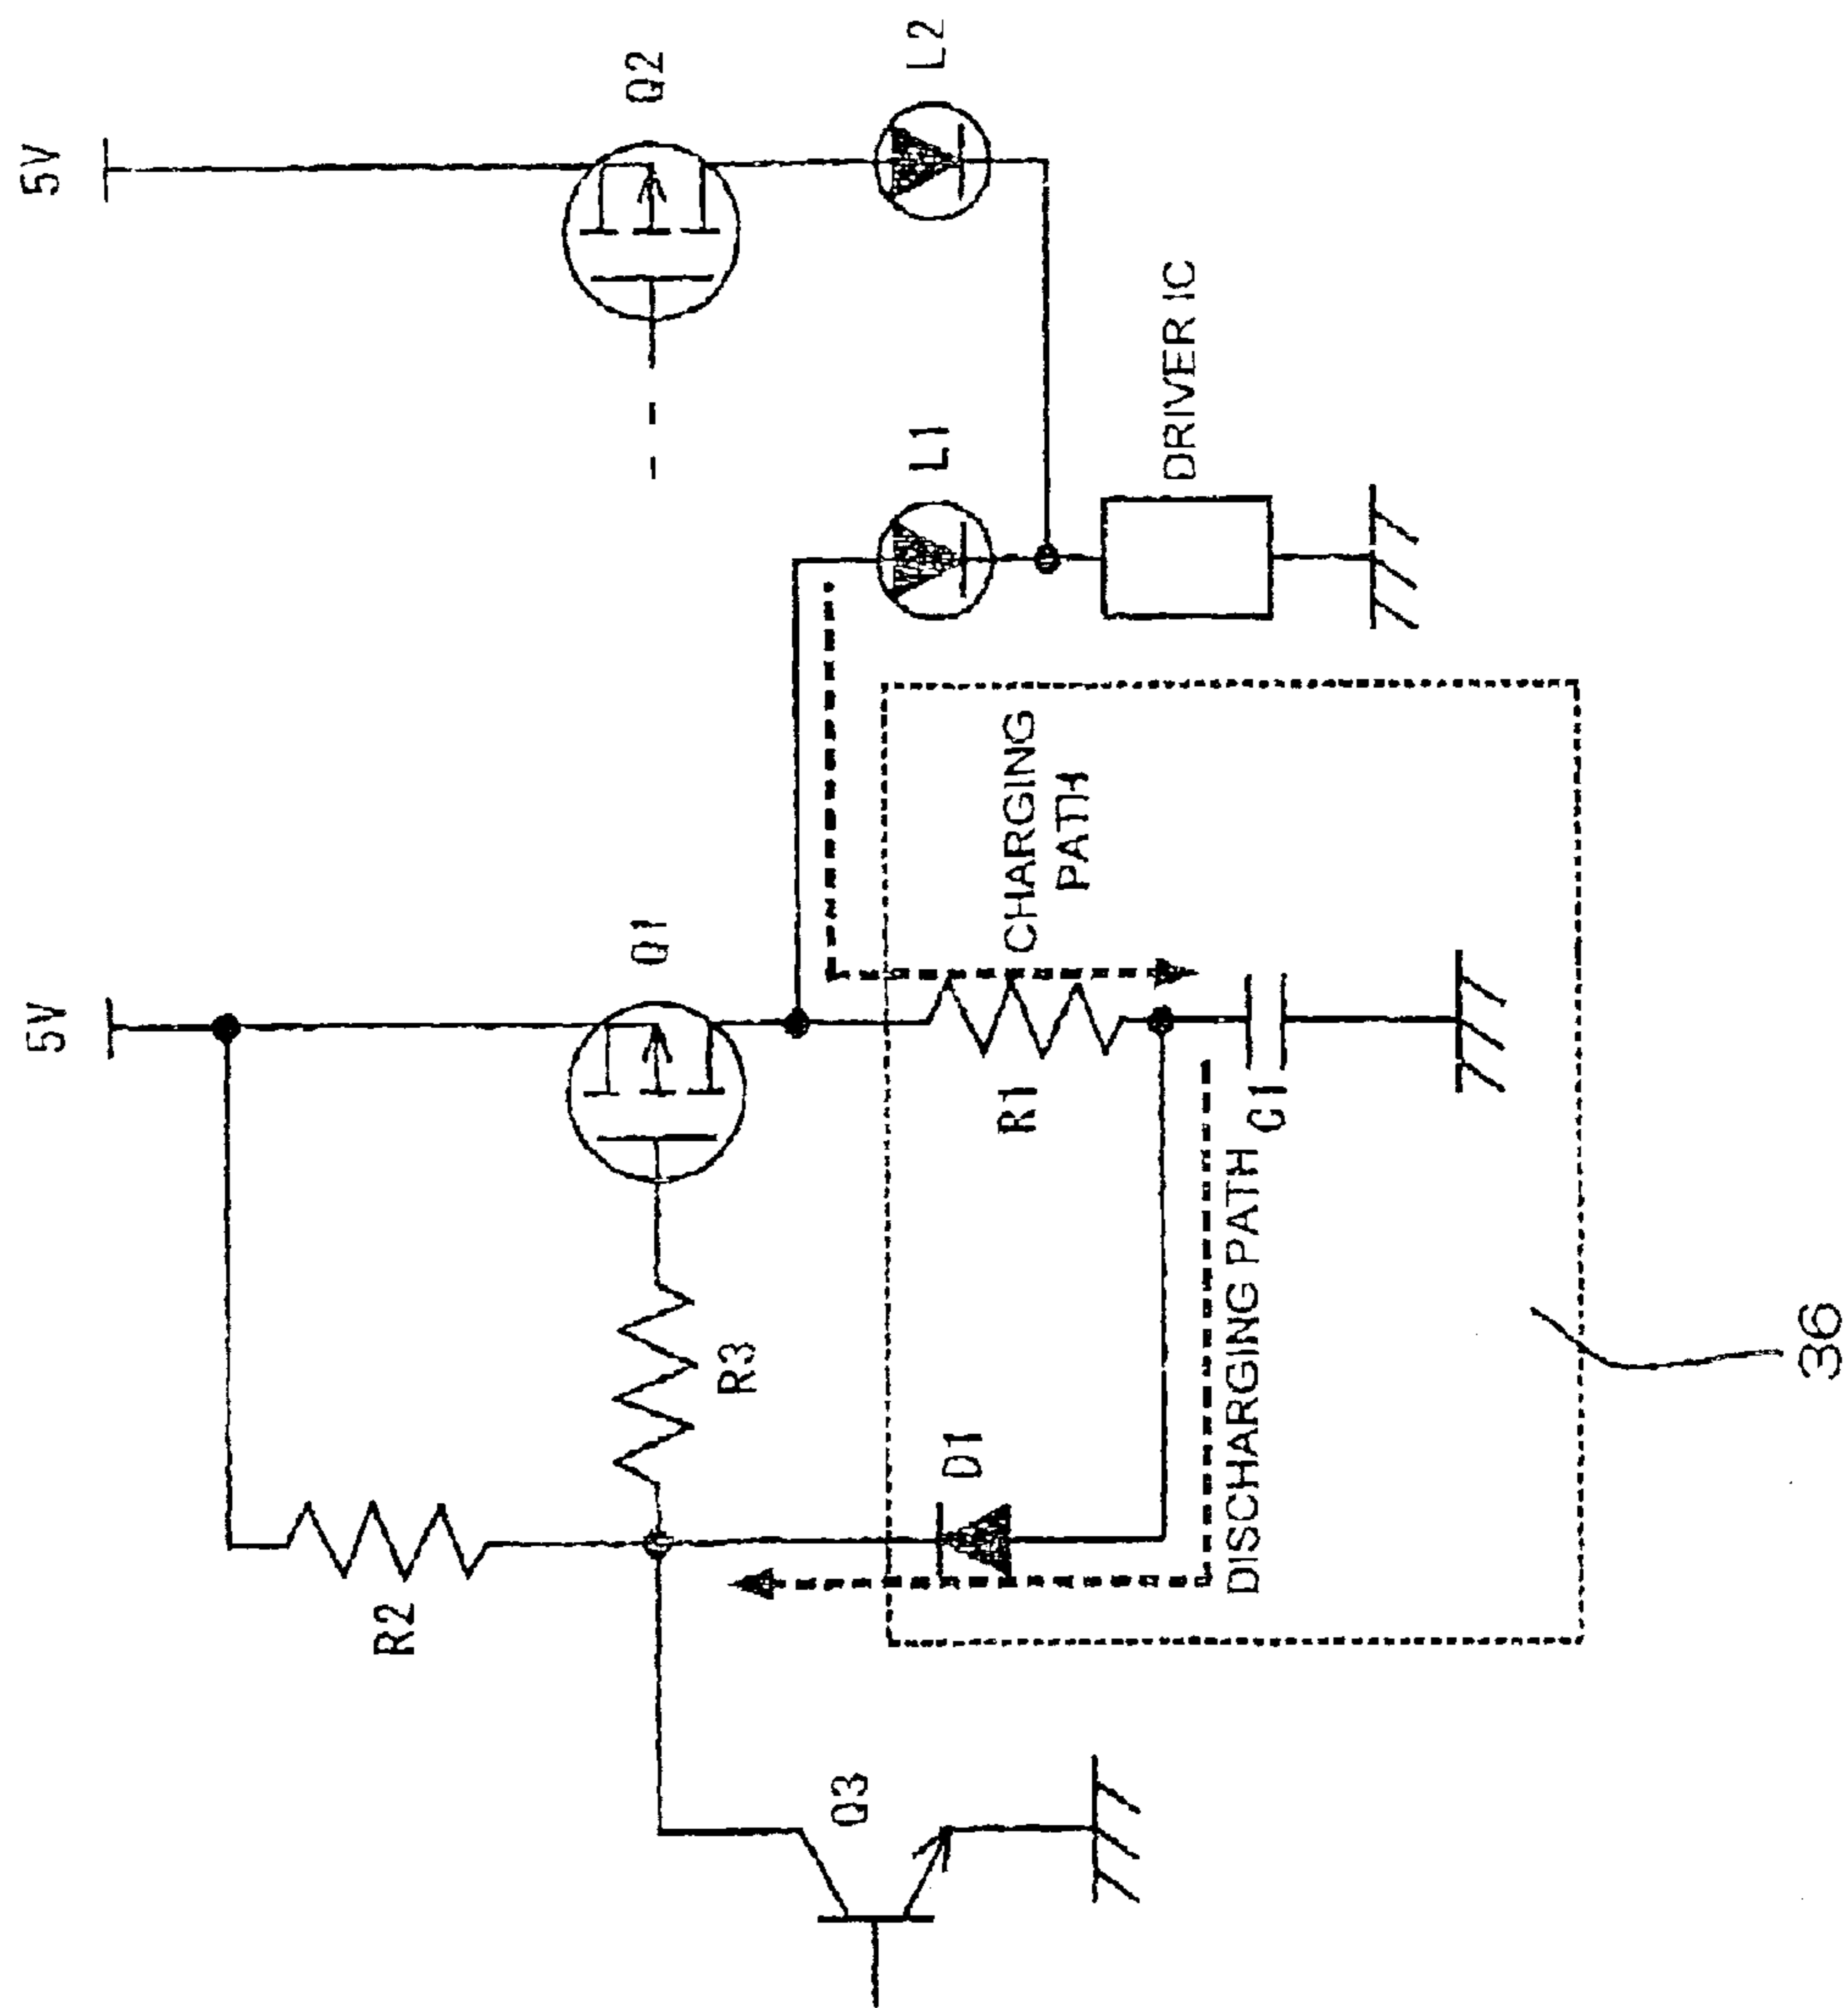 5V
5V
Q2
L2
Q1
L1
R2
R3
DRIVER IC
D1
R1
CHARGING
PATH
Q3
DISCHARGING PATH
C1
36